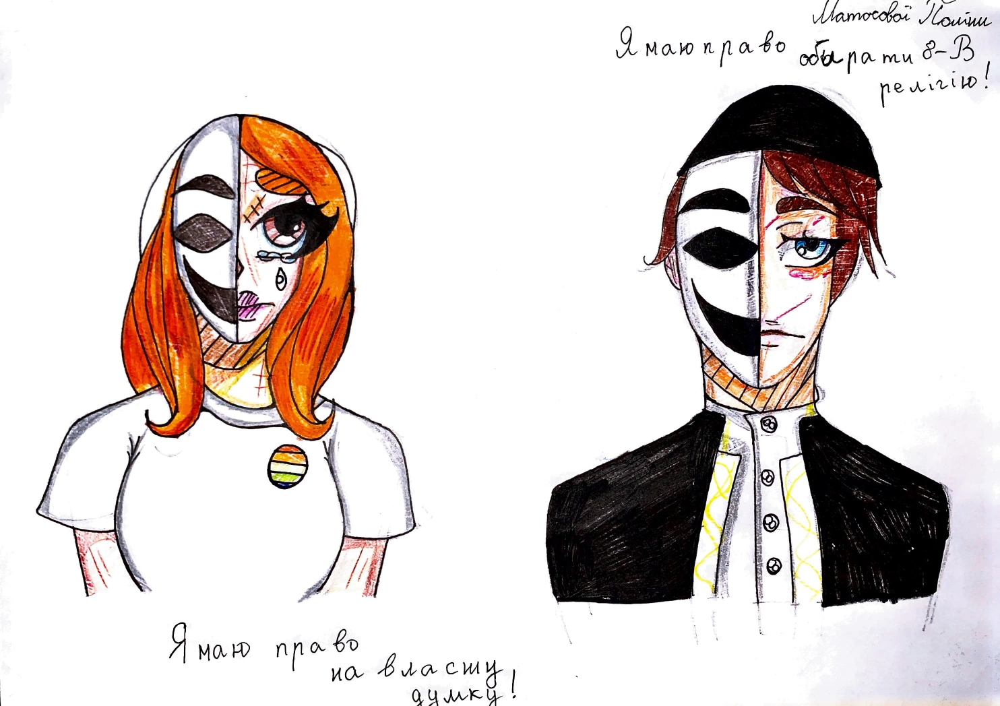 Матосової Поліни
8-В
Я маю право
обирати
релігію!
Я маю право
на власну
думку!